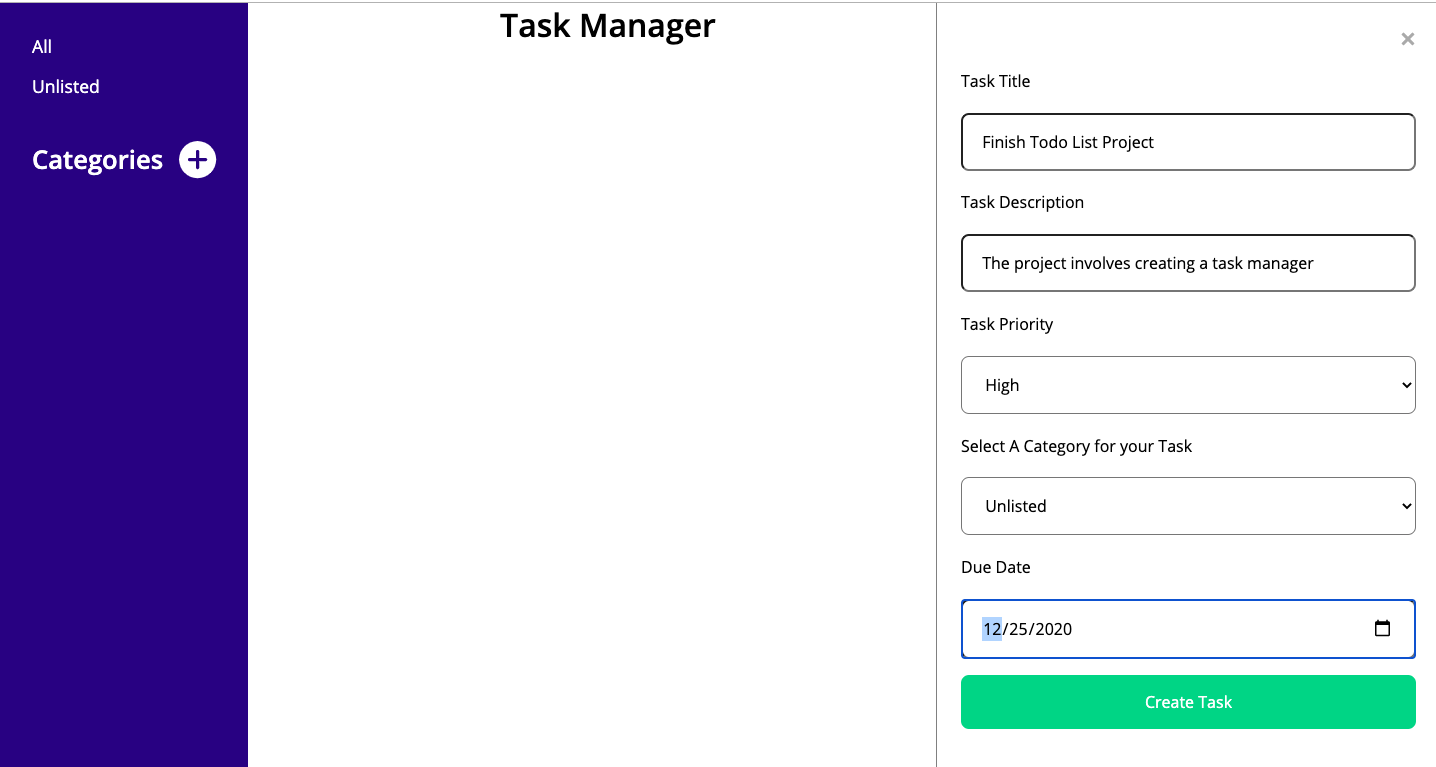 All
Unlisted
Categories
Task Manager
×
Task Title
Finish Todo List Project
Task Description
The project involves creating a task manager
Task Priority
High
Select A Category for your Task
Unlisted
Due Date
12/25/2020
Create Task